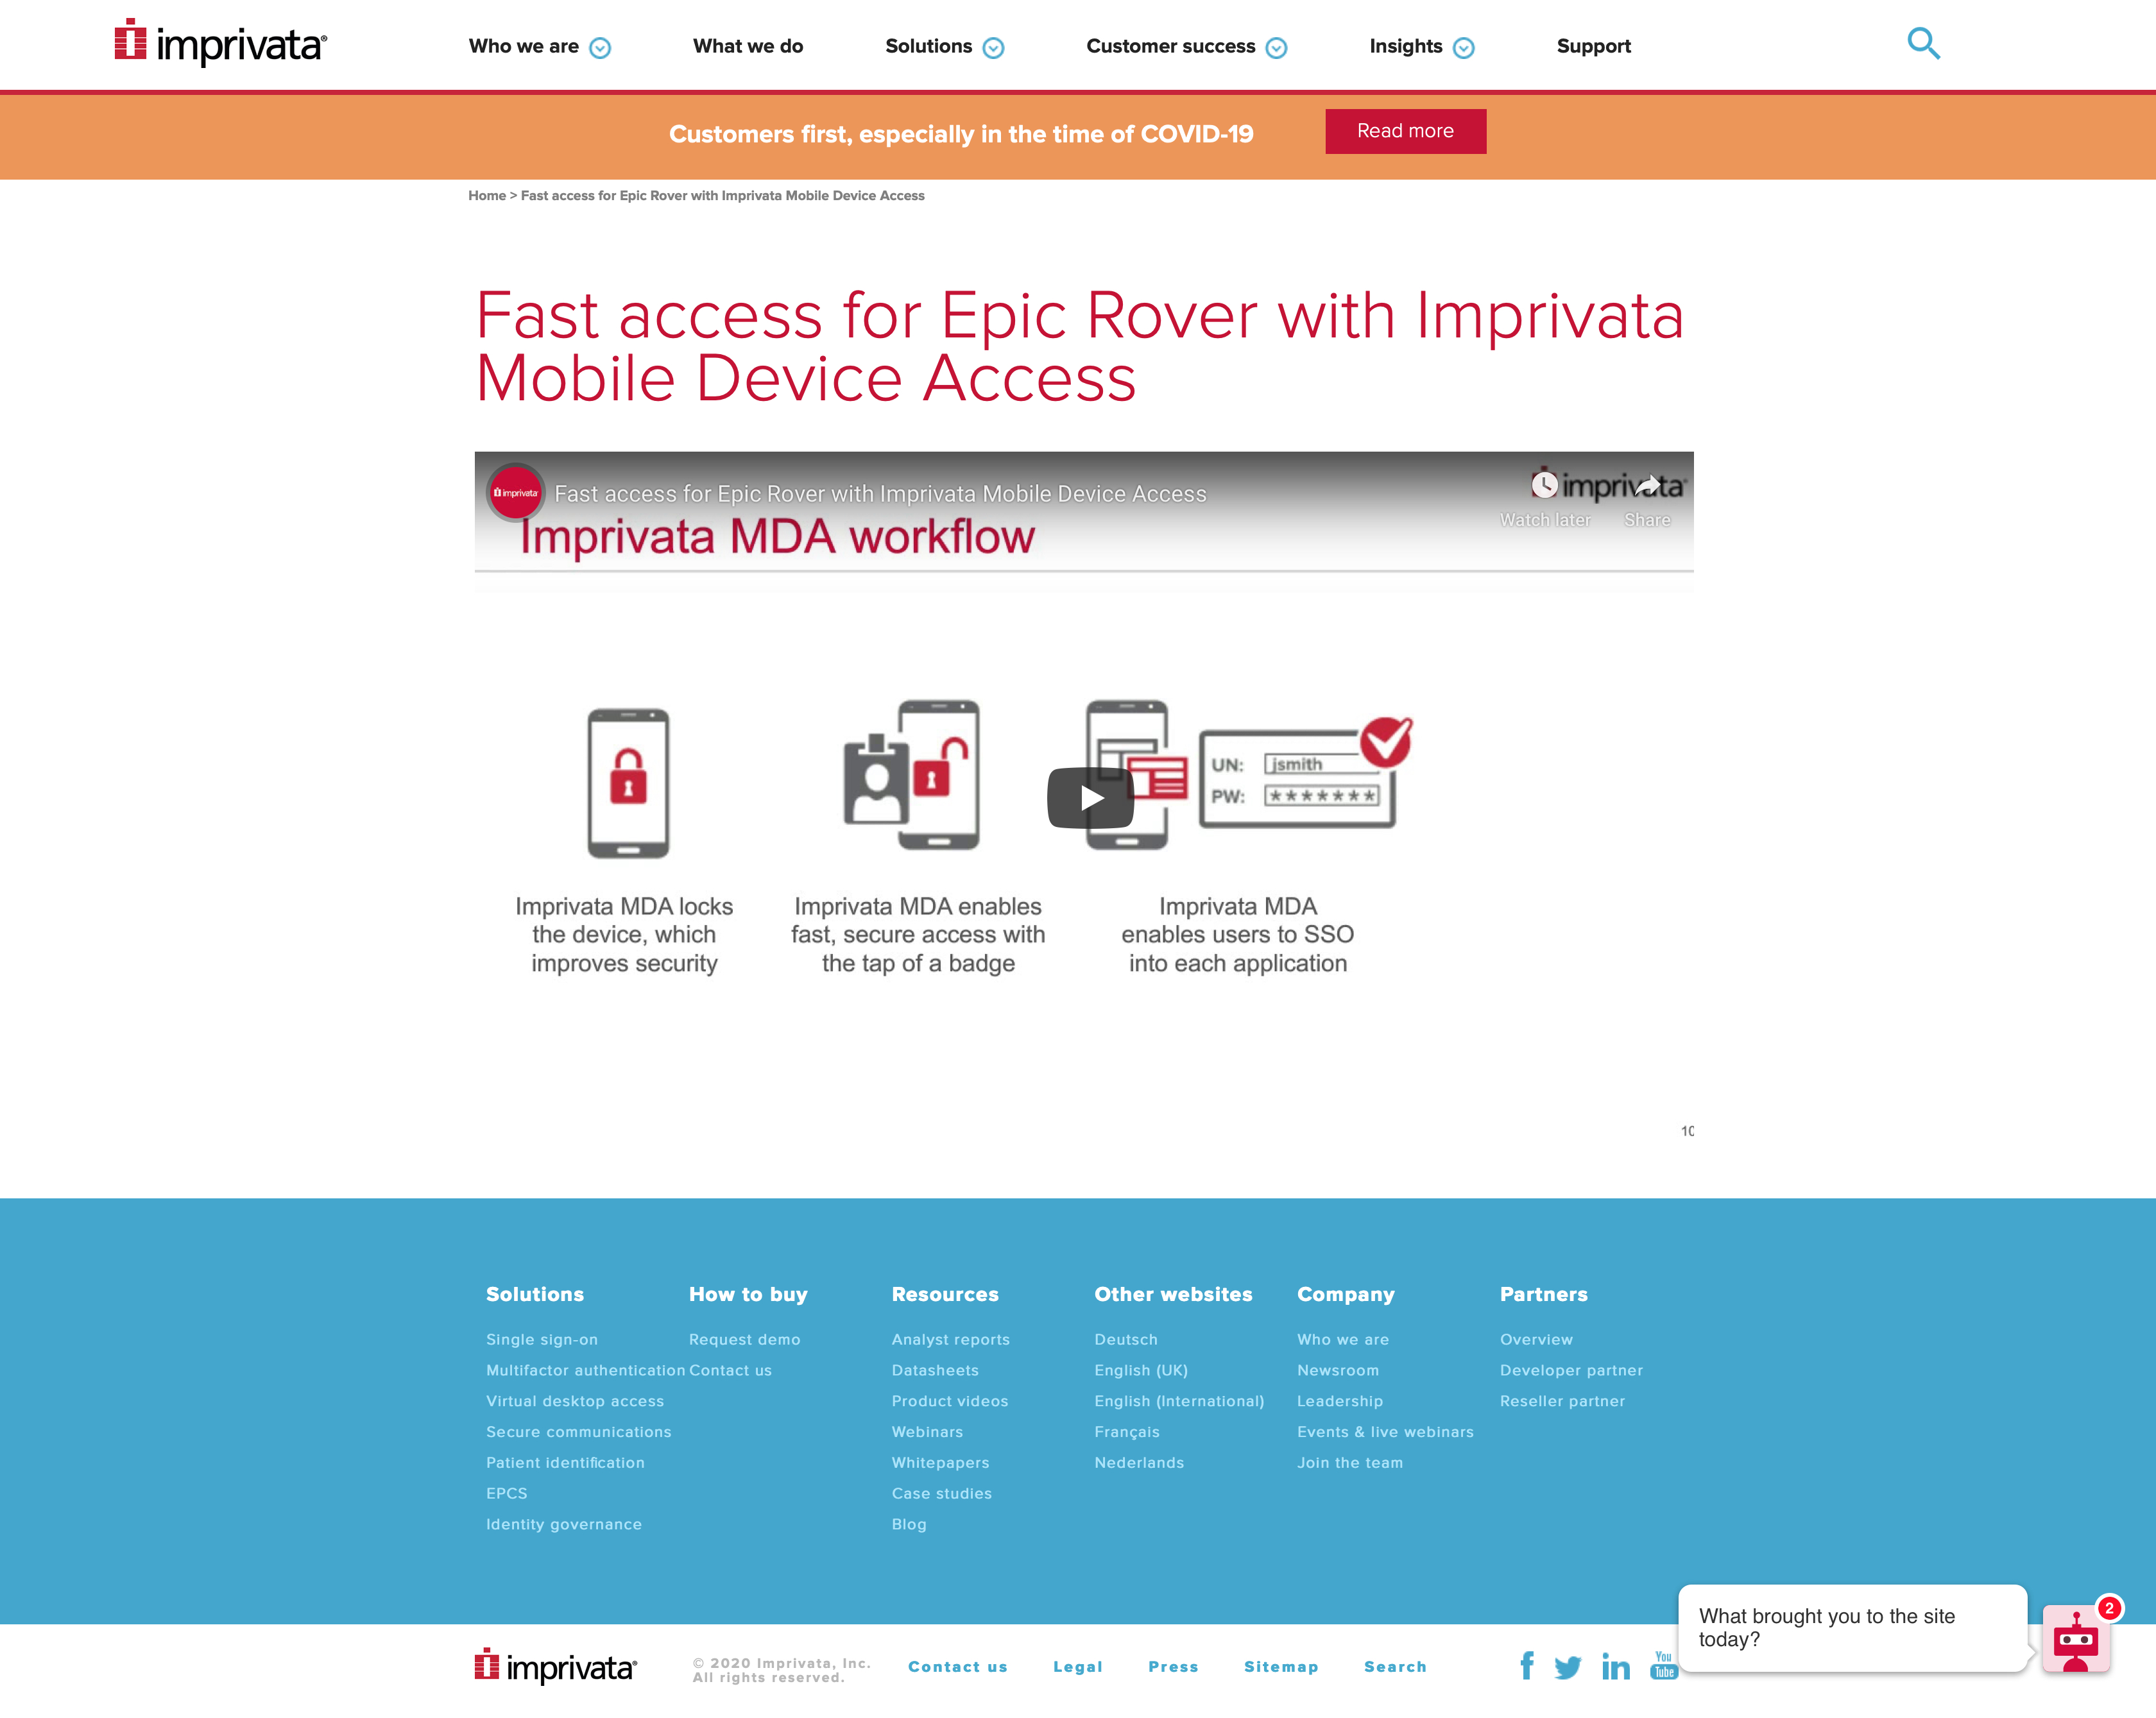 imprivata®
Who we are
What we do
Solutions
Customer success
Insights
Support
Customers first, especially in the time of COVID-19
Read more
Home > Fast access for Epic Rover with Imprivata Mobile Device Access
Fast access for Epic Rover with Imprivata
Mobile Device Access
imprivata
Fast access for Epic Rover with Imprivata Mobile Device Access
imprivata
Watch later
Share
Imprivata MDA workflow
UN: jsmith
PW: *******
Imprivata MDA locks
the device, which
improves security
Imprivata MDA enables
fast, secure access with
the tap of a badge
Imprivata MDA
enables users to SSO
into each application
10
Solutions
Single sign-on
Multifactor authentication
Virtual desktop access
Secure communications
Patient identification
EPCS
Identity governance
How to buy
Request demo
Contact us
Resources
Analyst reports
Datasheets
Product videos
Webinars
Whitepapers
Case studies
Blog
Other websites
Deutsch
English (UK)
English (International)
Français
Nederlands
Company
Who we are
Newsroom
Leadership
Events & live webinars
Join the team
Partners
Overview
Developer partner
Reseller partner
What brought you to the site
today?
2
imprivata®
© 2020 Imprivata, Inc.
All rights reserved.
Contact us
Legal
Press
Sitemap
Search
f
in
You
Tube